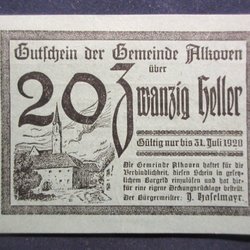 Gutschein der Gemeinde Alkoven
über
20 Zwanzig Heller
Gültig nur bis 31. Juli 1920
Die Gemeinde Alkoven haftet für die
Verbindlichkeit, diesen Schein in gesetz-
lichem Bargeld einzulösen und hat hie-
für eine eigene Deckungsrücklage bestellt.
Der Bürgermeister: D. Haselmayr.